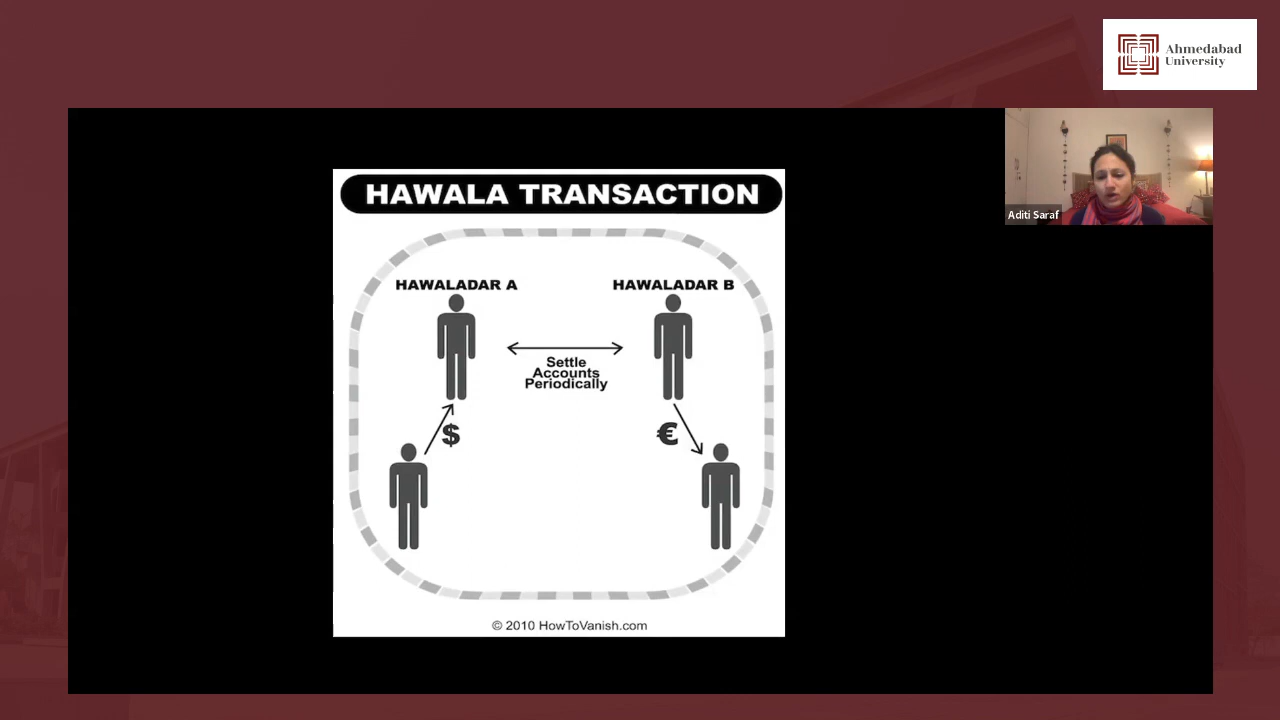 Ahmedabad
University
Aditi Saraf
HAWALA TRANSACTION
HAWALADAR A
HAWALADAR B
Settle
Accounts
Periodically
$
€
© 2010 HowToVanish.com